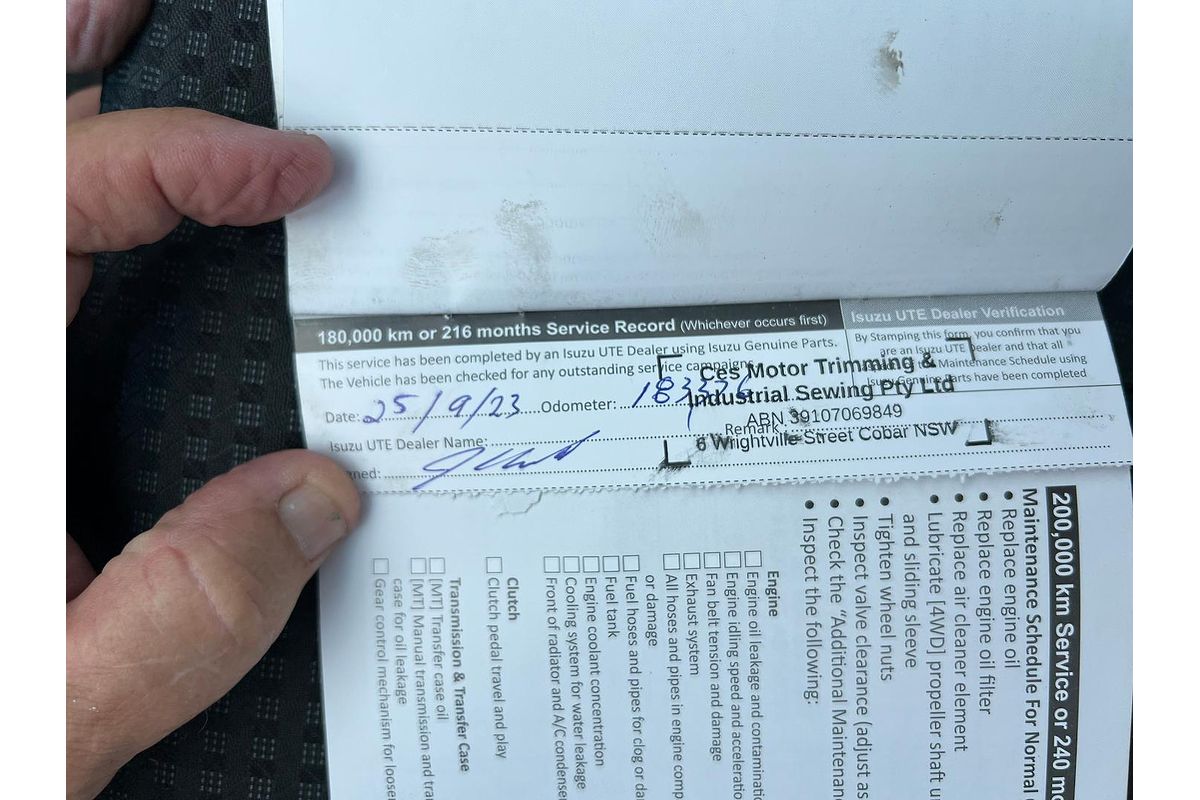 180,000 km or 216 months Service Record (Whichever occurs first)
This service has been completed by an Isuzu UTE Dealer using Isuzu Genuine Parts.
The Vehicle has been checked for any outstanding service campaigns.
Date: 25/9/23 Odometer:
Isuzu UTE Dealer Name:
Isuzu UTE Dealer Verification
By Stamping this form, you confirm that you
are an Isuzu UTE Dealer and that all
Maintenance Schedule using
Isuzu Genuine Parts have been completed
Remark
Ces Motor Trimming &
Industrial Sewing Pty Ltd
ABN 39107069849
6 Wrightville Street Cobar NSW
200,000 km Service or 240
Maintenance Schedule For Normal
• Replace engine oil
• Replace engine oil filter
• Replace air cleaner element
• Lubricate [4WD] propeller shaft
and sliding sleeve
• Tighten wheel nuts
• Inspect valve clearance (adjust as
• Check the "Additional
• Inspect the following:
Engine
Engine oil leakage and
Engine idling speed and
Fan belt tension and damage
Exhaust system
All hoses and pipes in engine
or damage
Fuel hoses and pipes for clog or
Fuel tank
Engine coolant concentration
Cooling system for water leakage
Front of radiator and A/C
Clutch
Clutch pedal travel and play
Transmission & Transfer Case
[MT] Transfer case oil
[MT] Manual transmission and
case for oil leakage
Gear control mechanism for